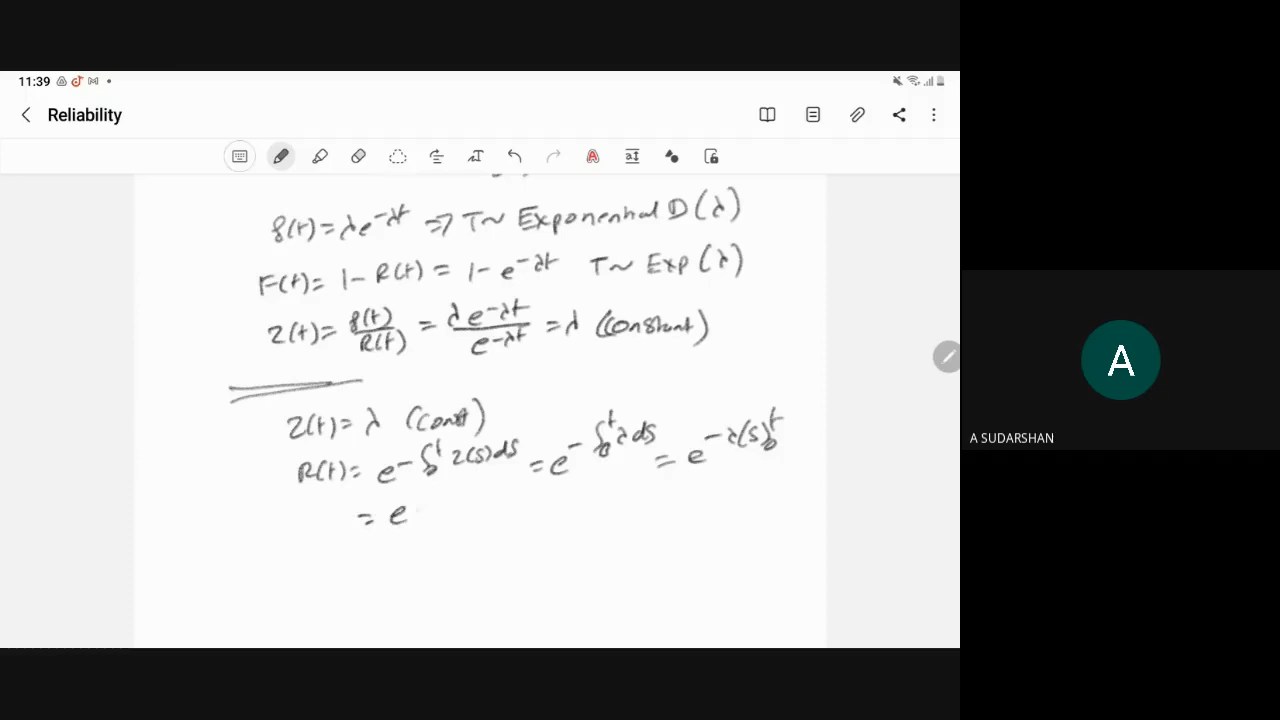 11:39
Reliability
f(t) = λe^{-λt} => T~ Exponential D(λ)
F(t) = 1 - R(t) = 1 - e^{-λt} T~ Exp(λ)
Z(t) = f(t)/R(t) = λe^{-λt}/e^{-λt} = λ (Constant)
Z(t) = λ (Const)
R(t) = e^{-∫_0^t Z(s)ds} = e^{-∫_0^t λds} = e^{-λ(s)_0^t}
= e
A
A SUDARSHAN